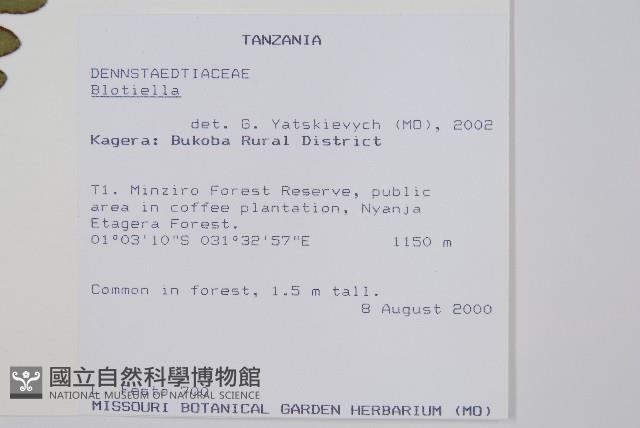 TANZANIA
DENNSTAEDTIACEAE
Blotiella
det. G. Yatskievych (MO), 2002
Kagera: Bukoba Rural District
T1. Minziro Forest Reserve, public
area in coffee plantation, Nyanja
Etagera Forest.
01°03'10"S 031°32'57"E 1150 m
Common in forest, 1.5 m tall.
8 August 2000
國立自然科學博物館
NATIONAL MUSEUM OF NATURAL SCIENCE
MISSOURI BOTANICAL GARDEN HERBARIUM (MO)